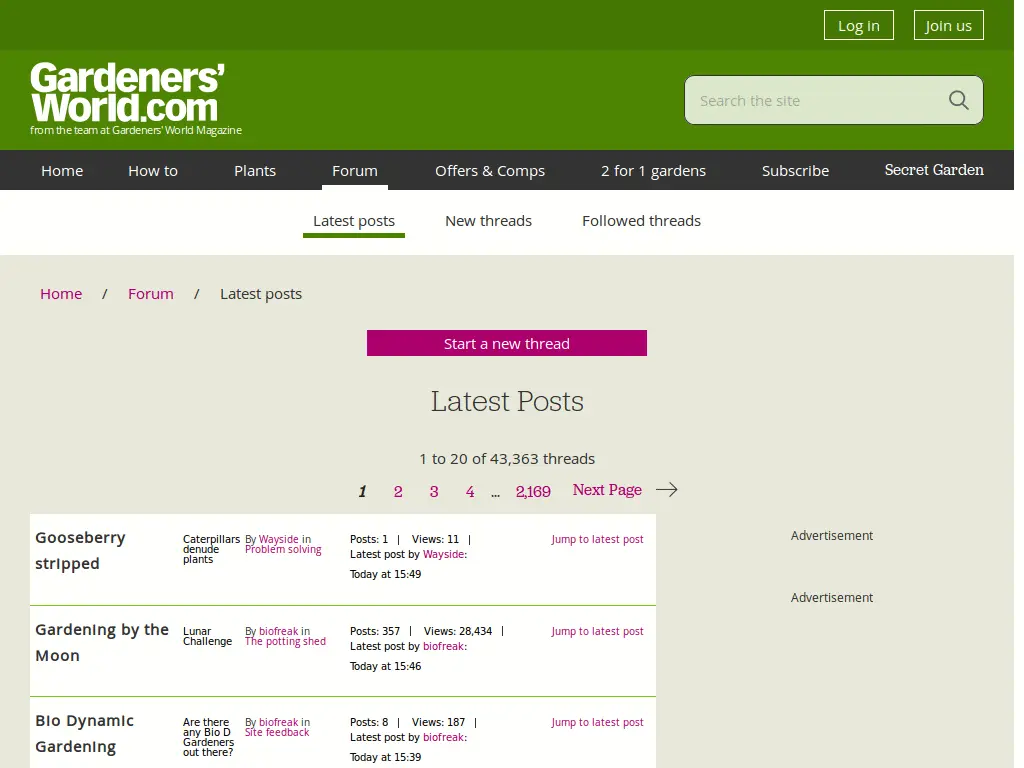 Log in Join us
Gardeners'
World.com
from the team at Gardeners' World Magazine
Search the site
Home How to Plants Forum Offers & Comps 2 for 1 gardens Subscribe Secret Garden
Latest posts New threads Followed threads
Home / Forum / Latest posts
Start a new thread
Latest Posts
1 to 20 of 43,363 threads
1 2 3 4 ... 2,169 Next Page
Gooseberry
stripped
Caterpillars
denude
plants
By Wayside in
Problem solving
Posts: 1 | Views: 11 |
Latest post by Wayside:
Today at 15:49
Jump to latest post
Advertisement
Advertisement
Gardening by the
Moon
Lunar
Challenge
By biofreak in
The potting shed
Posts: 357 | Views: 28,434 |
Latest post by biofreak:
Today at 15:46
Jump to latest post
Bio Dynamic
Gardening
Are there
any Bio D
Gardeners
out there?
By biofreak in
Site feedback
Posts: 8 | Views: 187 |
Latest post by biofreak:
Today at 15:39
Jump to latest post